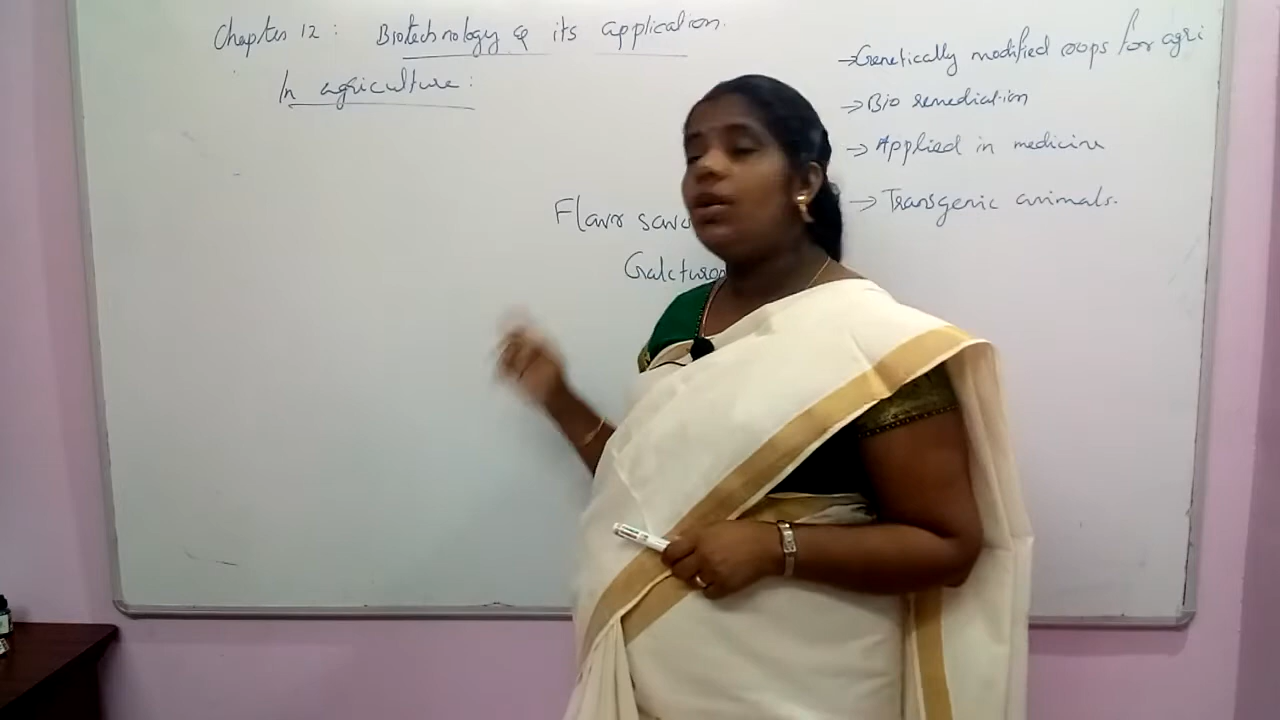 Chapter 12 : Biotechnology & its application.
In agriculture :
→Genetically modified crops for agri
→Bio remediation
→Applied in medicine
→Transgenic animals.
Flavr